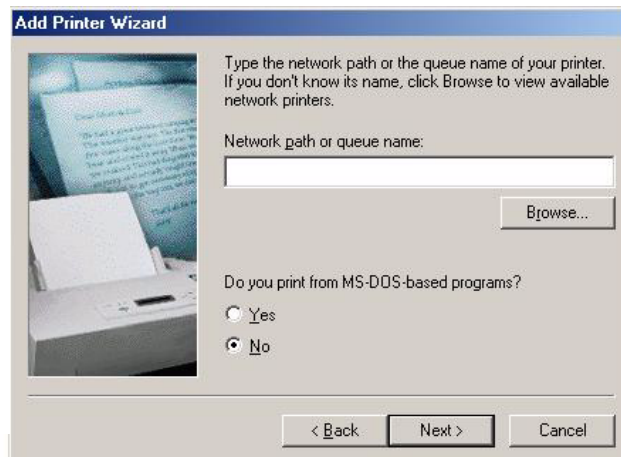 Add Printer Wizard
Type the network path or the queue name of your printer.
If you don't know its name, click Browse to view available
network printers.
Network path or queue name:
Browse...
Do you print from MS-DOS-based programs?
Yes
No
< Back
Next >
Cancel